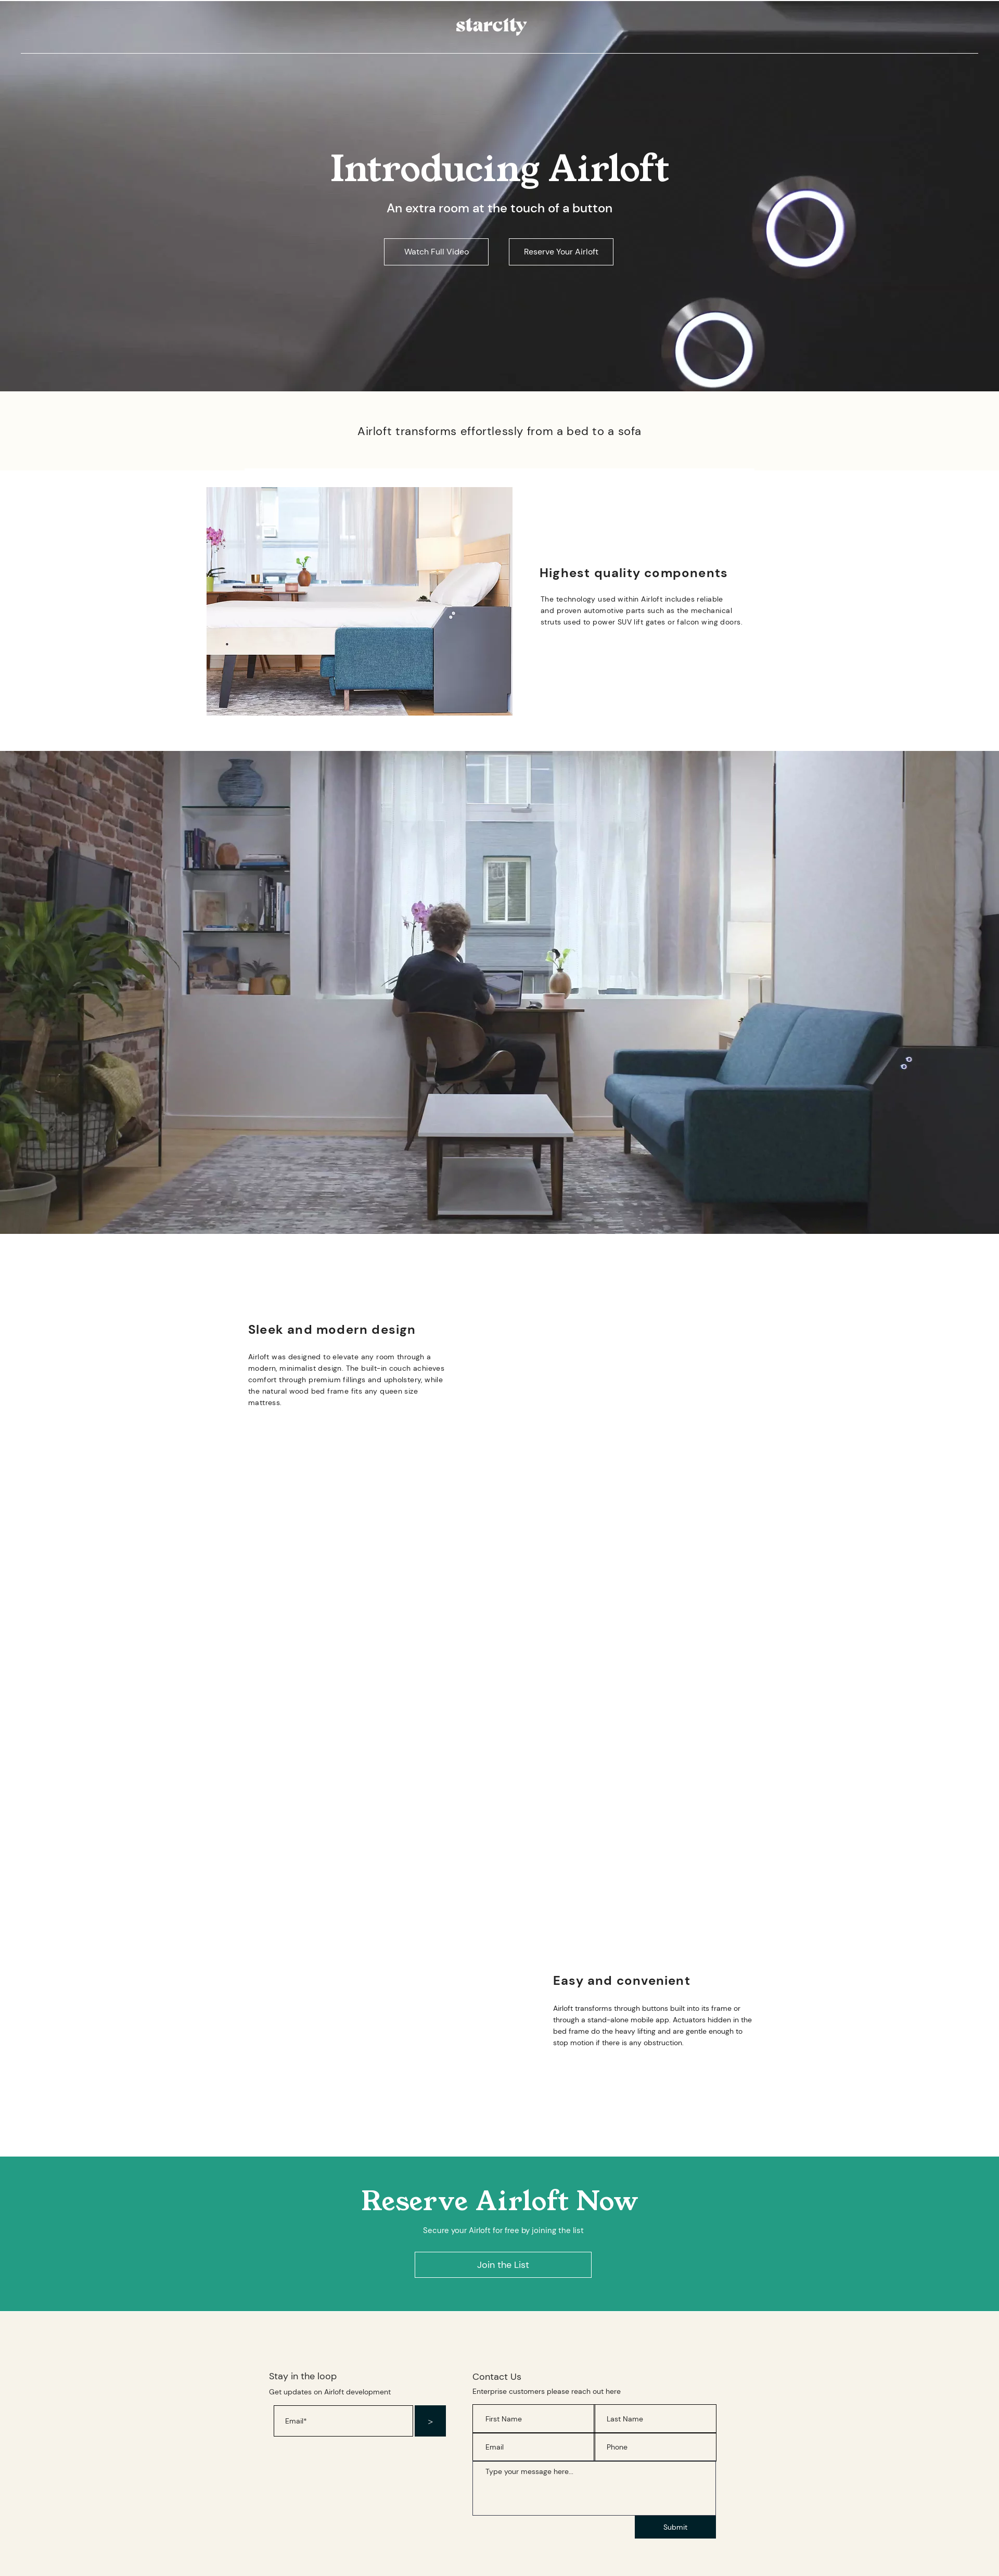 starcity
Introducing Airloft
An extra room at the touch of a button
Watch Full Video
Reserve Your Airloft
Airloft transforms effortlessly from a bed to a sofa
Highest quality components
The technology used within Airloft includes reliable
and proven automotive parts such as the mechanical
struts used to power SUV lift gates or falcon wing doors.
Sleek and modern design
Airloft was designed to elevate any room through a
modern, minimalist design. The built-in couch achieves
comfort through premium fillings and upholstery, while
the natural wood bed frame fits any queen size
mattress.
Easy and convenient
Airloft transforms through buttons built into its frame or
through a stand-alone mobile app. Actuators hidden in the
bed frame do the heavy lifting and are gentle enough to
stop motion if there is any obstruction.
Reserve Airloft Now
Secure your Airloft for free by joining the list
Join the List
Stay in the loop
Get updates on Airloft development
Email*
>
Contact Us
Enterprise customers please reach out here
First Name
Last Name
Email
Phone
Type your message here...
Submit